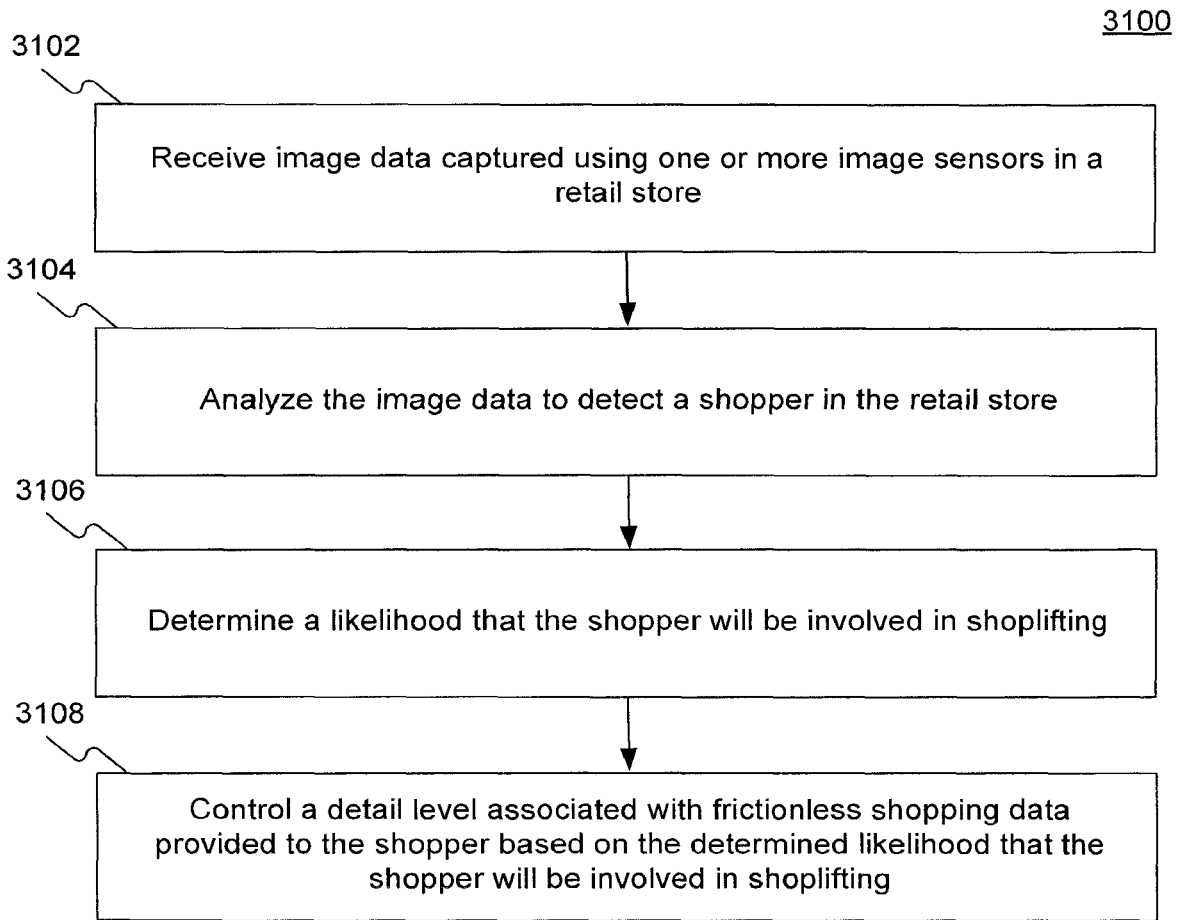 3100
3102
Receive image data captured using one or more image sensors in a
retail store
3104
Analyze the image data to detect a shopper in the retail store
3106
Determine a likelihood that the shopper will be involved in shoplifting
3108
Control a detail level associated with frictionless shopping data
provided to the shopper based on the determined likelihood that the
shopper will be involved in shoplifting